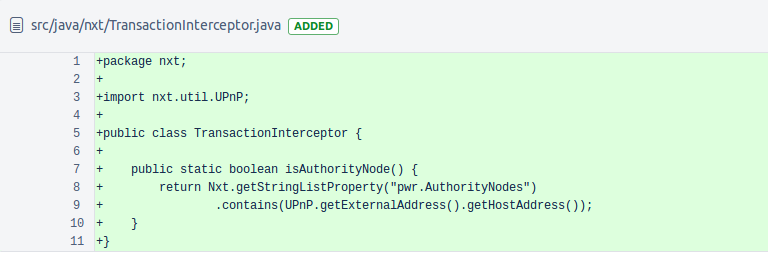 src/java/nxt/TransactionInterceptor.java ADDED
1 +package nxt;
2 +
3 +import nxt.util.UPnP;
4 +
5 +public class TransactionInterceptor {
6 +
7 +    public static boolean isAuthorityNode() {
8 +        return Nxt.getStringListProperty("pwr.AuthorityNodes")
9 +                .contains(UPnP.getExternalAddress().getHostAddress());
10 +    }
11 +}